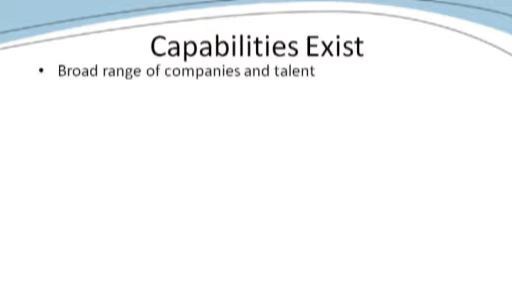 Capabilities Exist
• Broad range of companies and talent